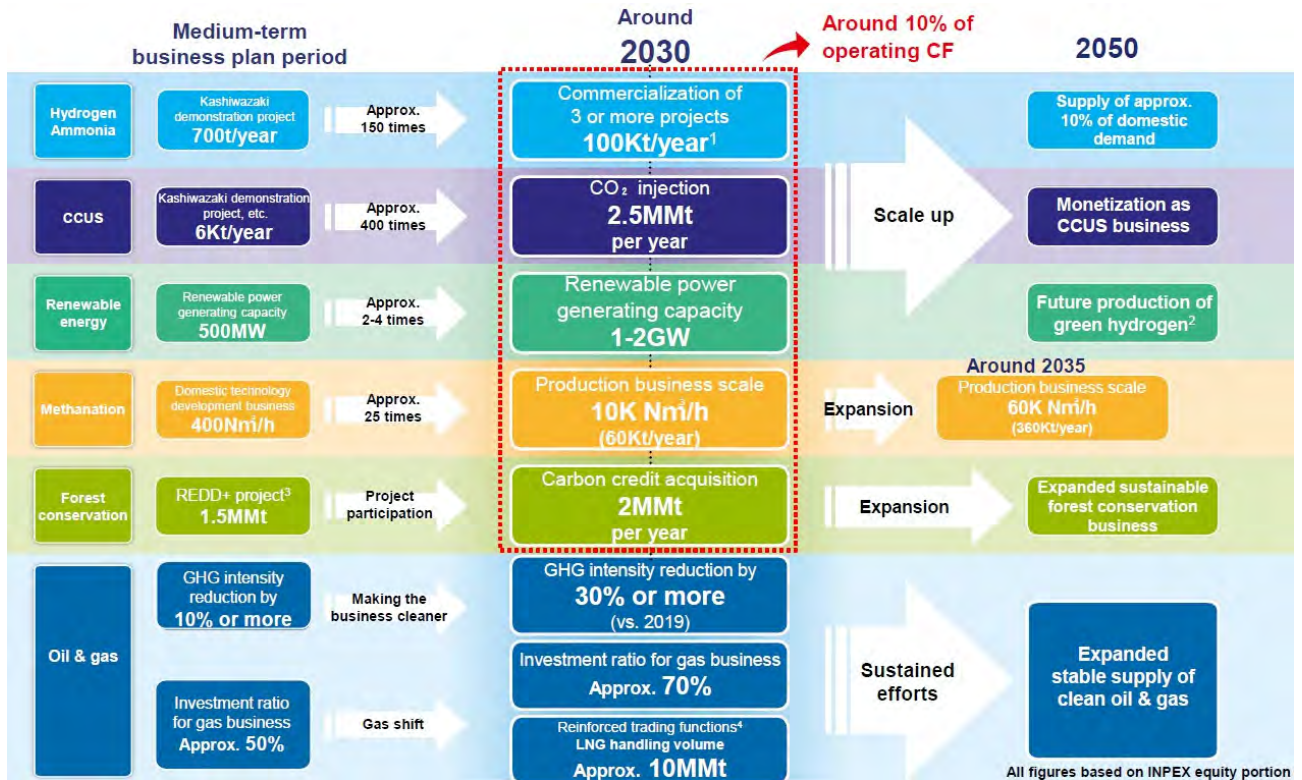 Medium-term
business plan period
Around
2030
Around 10% of
operating CF
2050
Hydrogen
Ammonia
Kashiwazaki
demonstration project
700t/year
Approx.
150 times
Commercialization of
3 or more projects
100Kt/year¹
Scale up
Supply of approx.
10% of domestic
demand
CCUS
Kashiwazaki demonstration
project, etc.
6Kt/year
Approx.
400 times
CO₂ injection
2.5MMt
per year
Monetization as
CCUS business
Renewable
energy
Renewable power
generating capacity
500MW
Approx.
2-4 times
Renewable power
generating capacity
1-2GW
Future production of
green hydrogen²
Methanation
Domestic technology
development business
400Nm³/h
Approx.
25 times
Production business scale
10K Nm³/h
(60Kt/year)
Expansion
Around 2035
Production business scale
60K Nm³/h
(360Kt/year)
Forest
conservation
REDD+ project³
1.5MMt
Project
participation
Carbon credit acquisition
2MMt
per year
Expansion
Expanded sustainable
forest conservation
business
Oil & gas
GHG intensity
reduction by
10% or more
Making the
business cleaner
GHG intensity reduction by
30% or more
(vs. 2019)
Investment ratio
for gas business
Approx. 50%
Gas shift
Investment ratio for gas business
Approx. 70%
Reinforced trading functions⁴
LNG handling volume
Approx. 10MMt
Sustained
efforts
Expanded
stable supply of
clean oil & gas
All figures based on INPEX equity portion